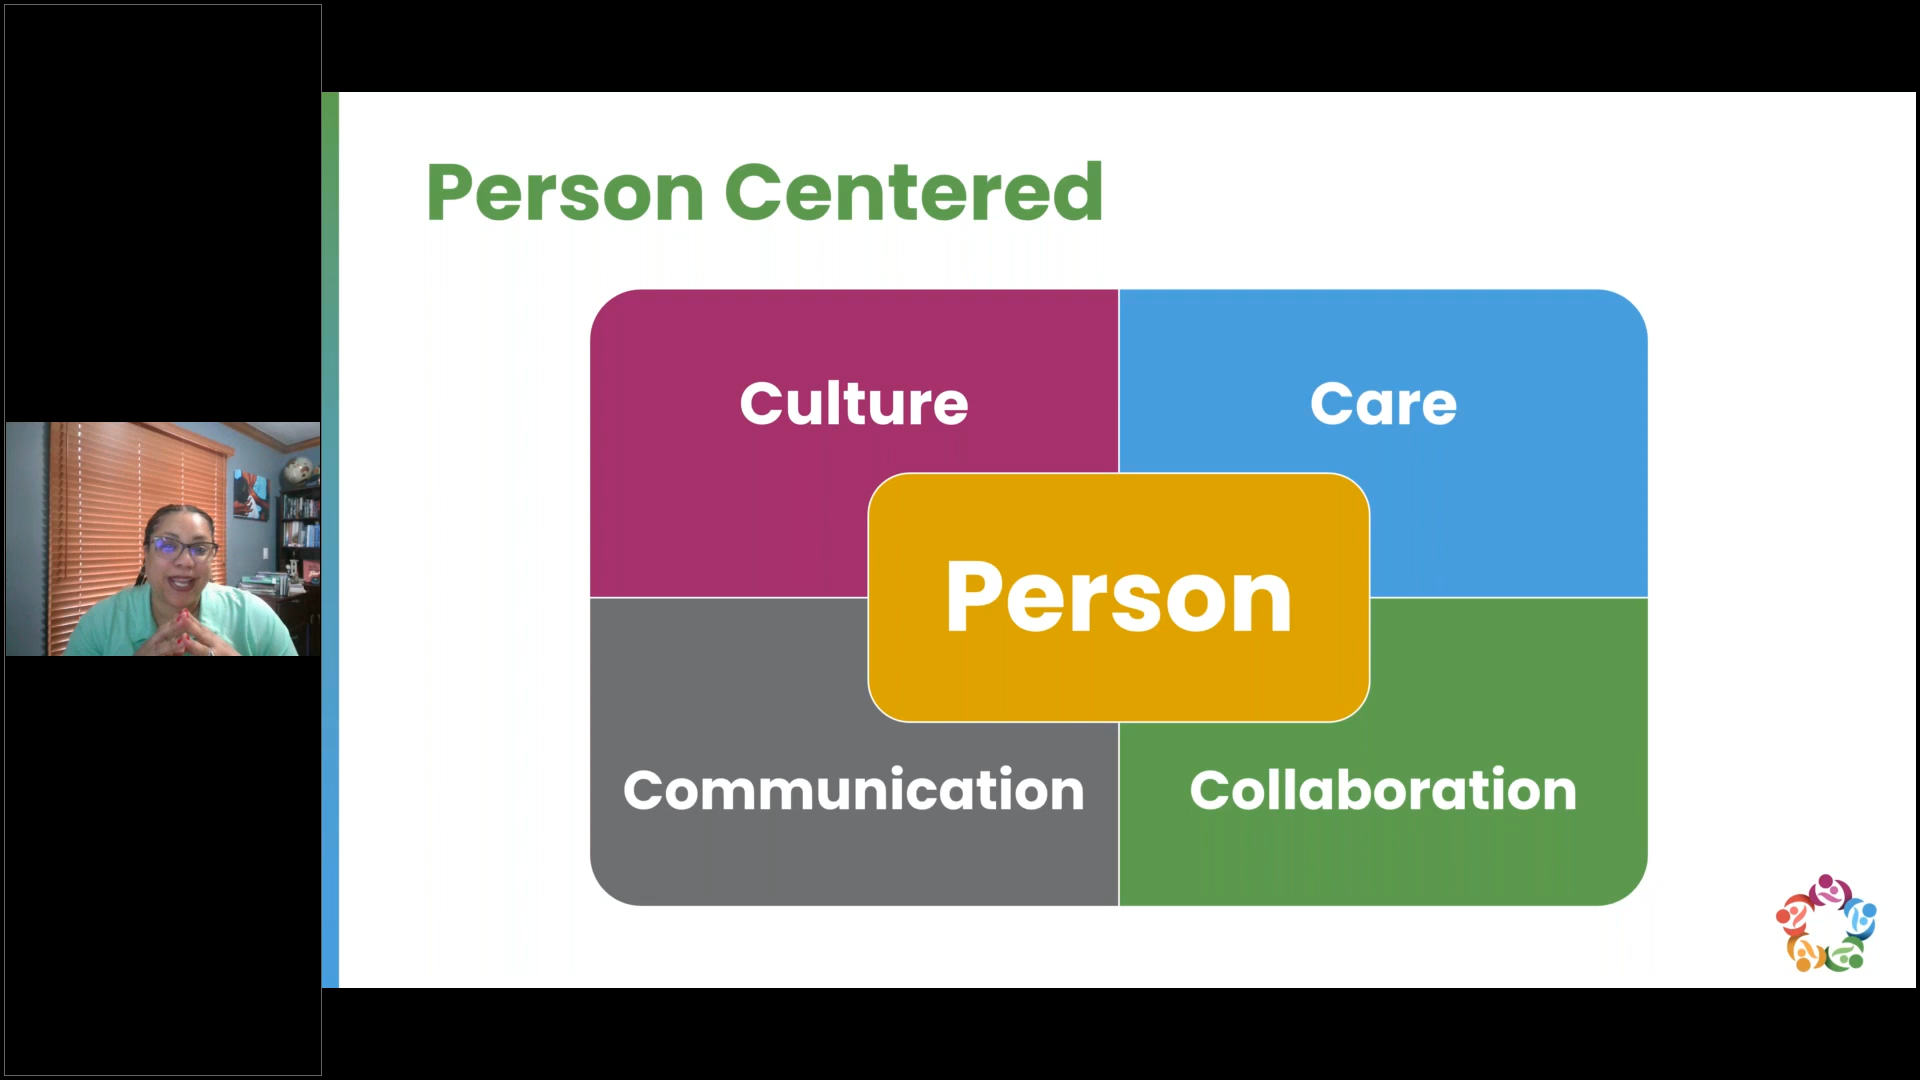 Person Centered
Culture
Care
Person
Communication
Collaboration